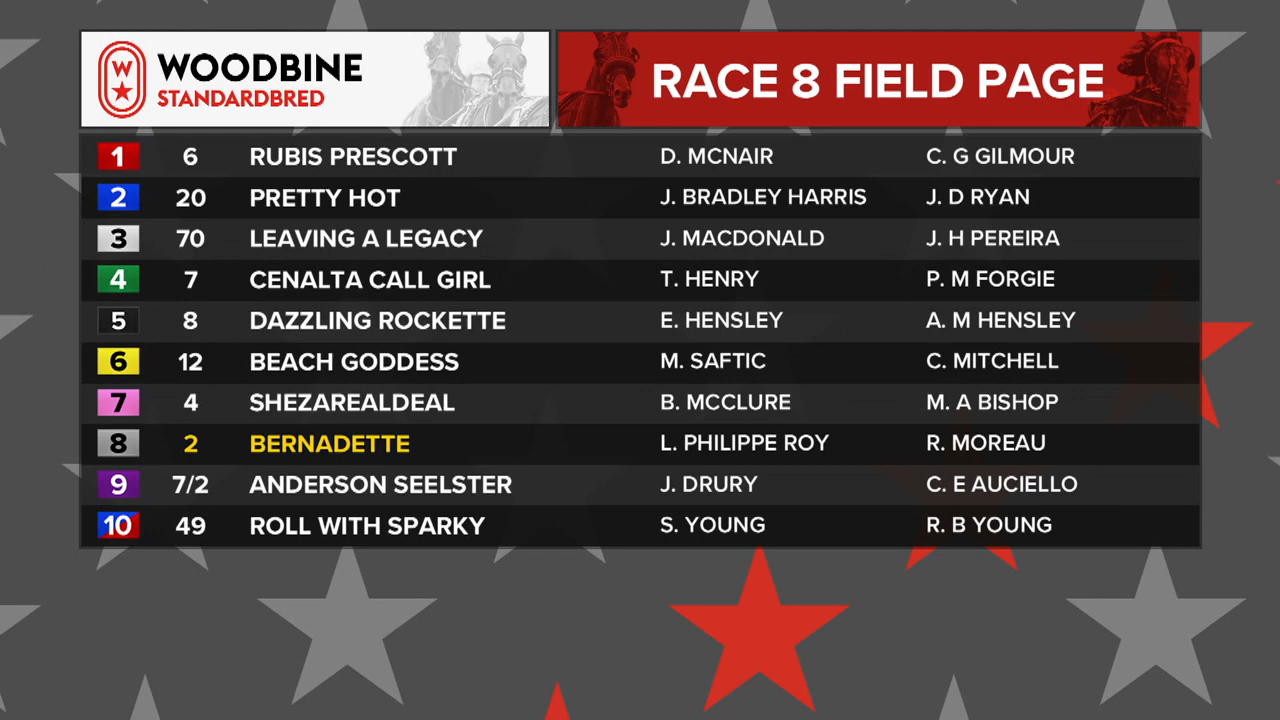 W
WOODBINE
STANDARDBRED
RACE 8 FIELD PAGE
1 6 RUBIS PRESCOTT D. MCNAIR C. G GILMOUR
2 20 PRETTY HOT J. BRADLEY HARRIS J. D RYAN
3 70 LEAVING A LEGACY J. MACDONALD J. H PEREIRA
4 7 CENALTA CALL GIRL T. HENRY P. M FORGIE
5 8 DAZZLING ROCKETTE E. HENSLEY A. M HENSLEY
6 12 BEACH GODDESS M. SAFTIC C. MITCHELL
7 4 SHEZAREALDEAL B. MCCLURE M. A BISHOP
8 2 BERNADETTE L. PHILIPPE ROY R. MOREAU
9 7/2 ANDERSON SEELSTER J. DRURY C. E AUCIELLO
10 49 ROLL WITH SPARKY S. YOUNG R. B YOUNG